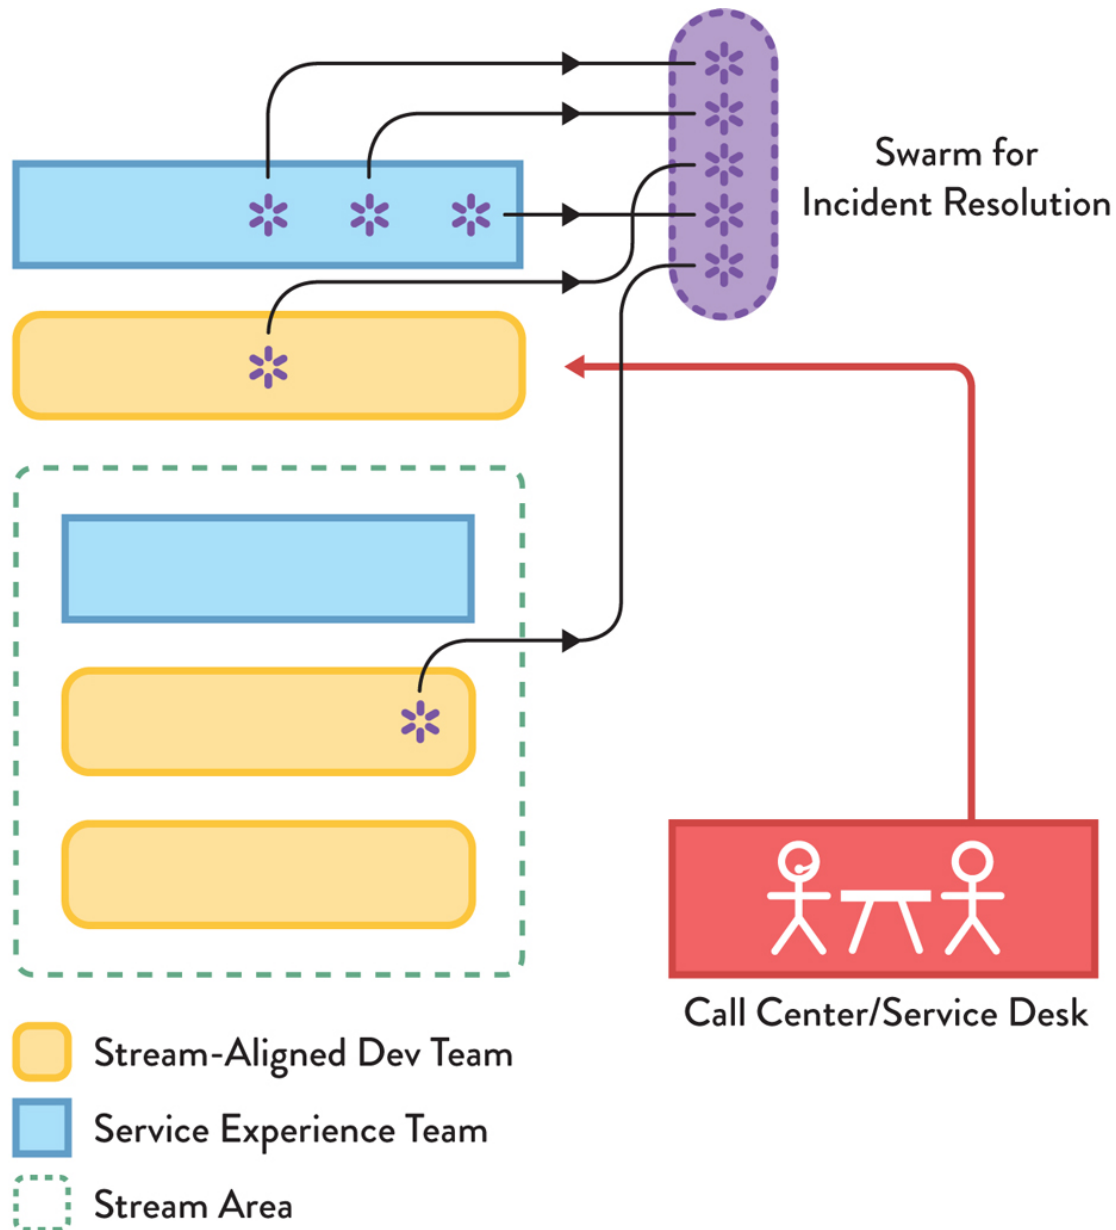 Swarm for
Incident Resolution
Call Center/Service Desk
Stream-Aligned Dev Team
Service Experience Team
Stream Area